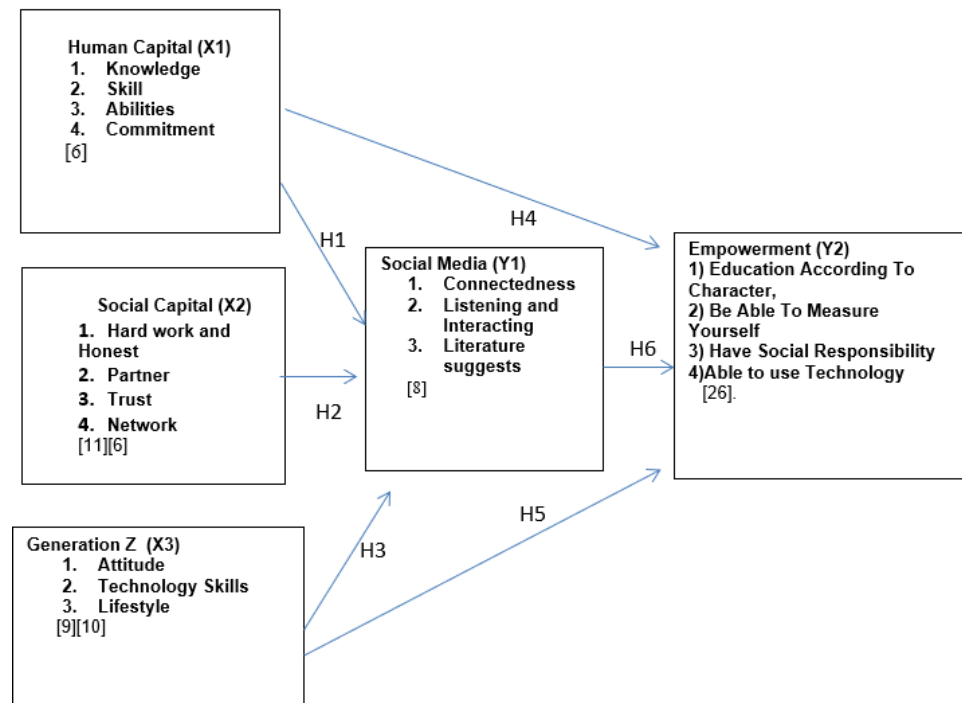 Human Capital (X1)
1. Knowledge
2. Skill
3. Abilities
4. Commitment
[6]
H4
H1
Social Media (Y1)
1. Connectedness
2. Listening and
Interacting
3. Literature
suggests
[8]
Empowerment (Y2)
1) Education According To
Character,
2) Be Able To Measure
Yourself
3) Have Social Responsibility
4)Able to use Technology
[26].
H6
Social Capital (X2)
1. Hard work and
Honest
2. Partner
3. Trust
4. Network
[11][6]
H2
H5
H3
Generation Z (X3)
1. Attitude
2. Technology Skills
3. Lifestyle
[9][10]